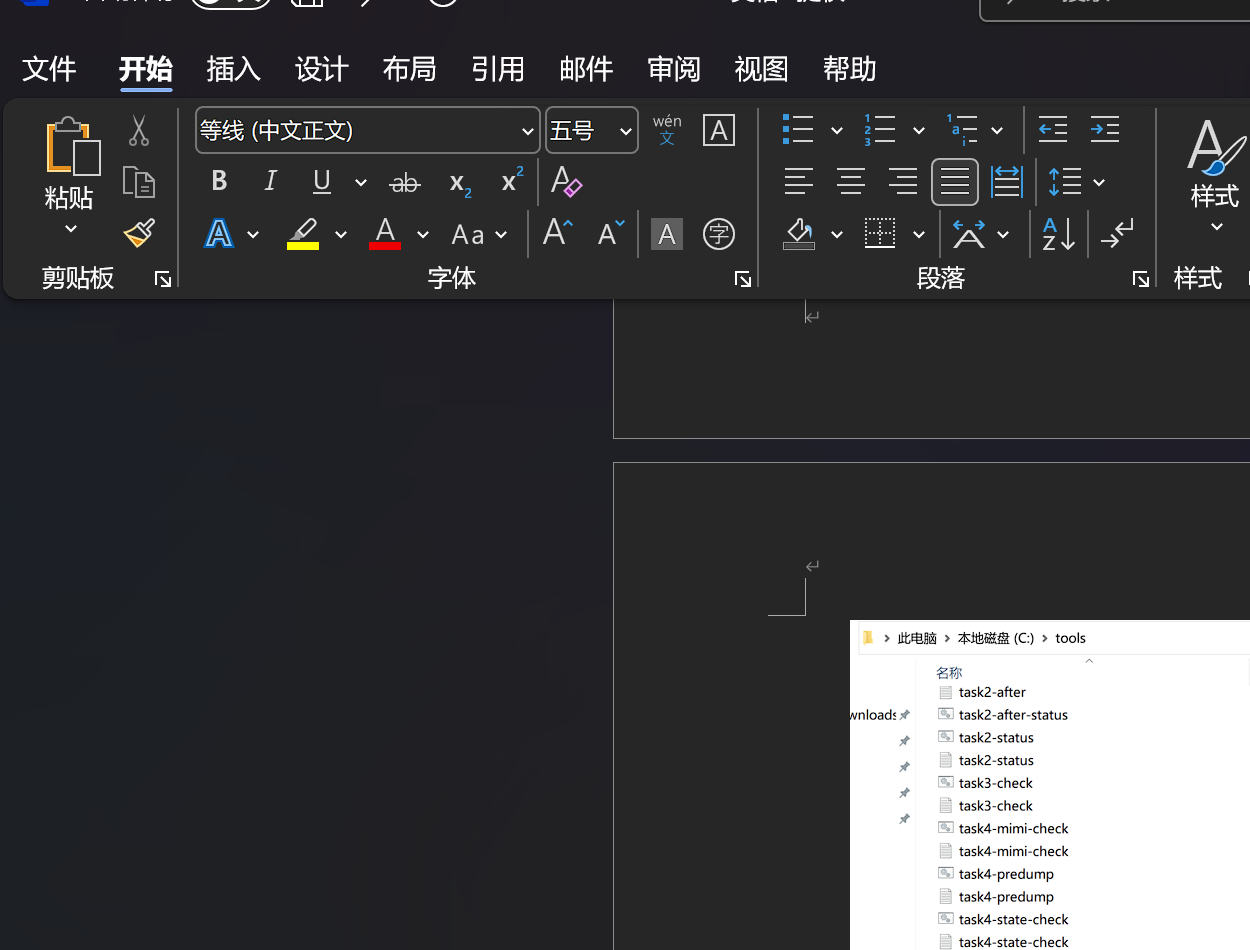 文件 开始 插入 设计 布局 引用 邮件 审阅 视图 帮助
等线 (中文正文) 五号 wén 文 A
粘贴
B I U ab x₂ x² A
样式
A A Aa A A A 字 A Z
剪贴板 字体 段落 样式
此电脑 本地磁盘 (C:) tools
名称
task2-after
wnloads task2-after-status
task2-status
task2-status
task3-check
task3-check
task4-mimi-check
task4-mimi-check
task4-predump
task4-predump
task4-state-check
task4-state-check